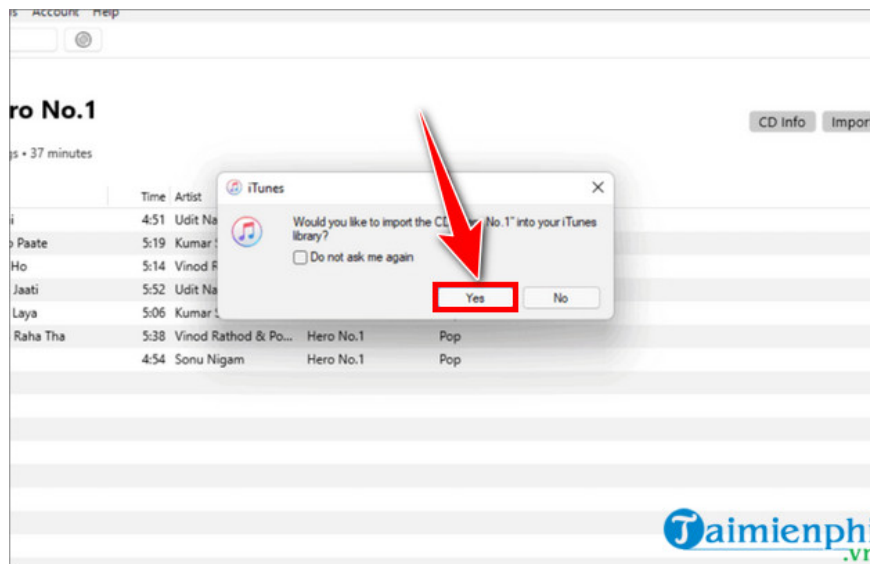 Account Help
ro No.1
CD Info Impor
gs • 37 minutes
Time Artist
4:51 Udit Na
Paate 5:19 Kumar
Ho 5:14 Vinod R
Jaati 5:52 Udit Na
Laya 5:06 Kumar S
Raha Tha 5:38 Vinod Rathod & Po... Hero No.1 Pop
4:54 Sonu Nigam Hero No.1 Pop
iTunes
Would you like to import the CD No.1" into your iTunes
library?
Do not ask me again
Yes No
Taimienphi
.vn